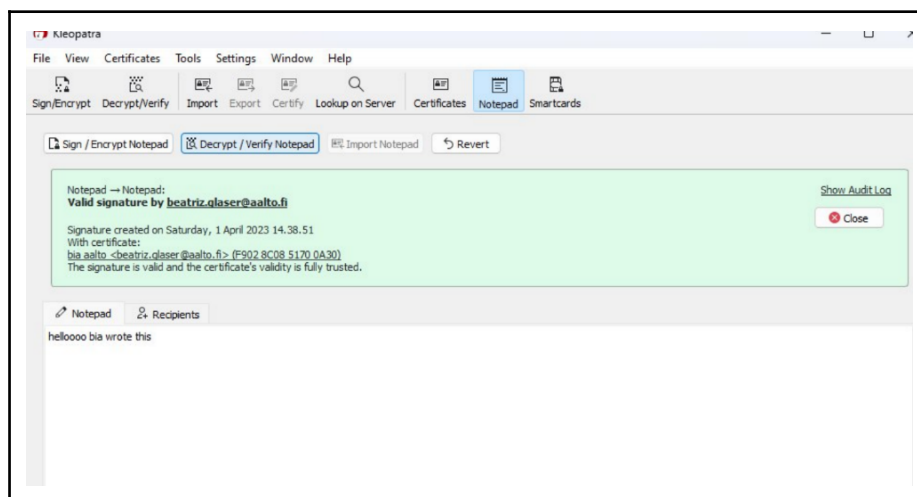 Kleopatra
File View Certificates Tools Settings Window Help
Sign/Encrypt Decrypt/Verify Import Export Certify Lookup on Server Certificates Notepad Smartcards
Sign / Encrypt Notepad Decrypt / Verify Notepad Import Notepad Revert
Notepad → Notepad: Show Audit Log
Valid signature by beatriz.glaser@aalto.fi
Close
Signature created on Saturday, 1 April 2023 14.38.51
With certificate:
bia aalto <beatriz.glaser@aalto.fi> (F902 8C08 5170 0A30)
The signature is valid and the certificate's validity is fully trusted.
Notepad Recipients
helloooo bia wrote this